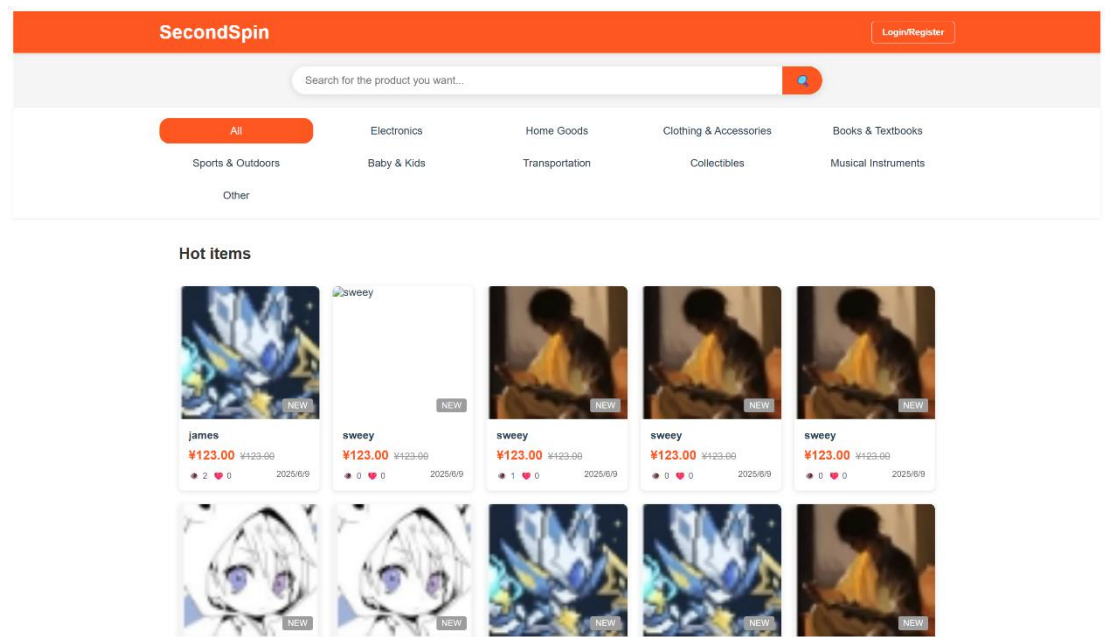 SecondSpin
Login/Register
Search for the product you want...
All Electronics Home Goods Clothing & Accessories Books & Textbooks
Sports & Outdoors Baby & Kids Transportation Collectibles Musical Instruments
Other
Hot items
sweey
NEW NEW NEW NEW NEW
james sweey sweey sweey sweey
¥123.00 ¥123.00 ¥123.00 ¥123.00 ¥123.00 ¥123.00 ¥123.00 ¥123.00 ¥123.00 ¥123.00
2 0 2025/6/9 0 0 2025/6/9 1 0 2025/6/9 0 0 2025/6/9 0 0 2025/6/9
NEW NEW NEW NEW NEW